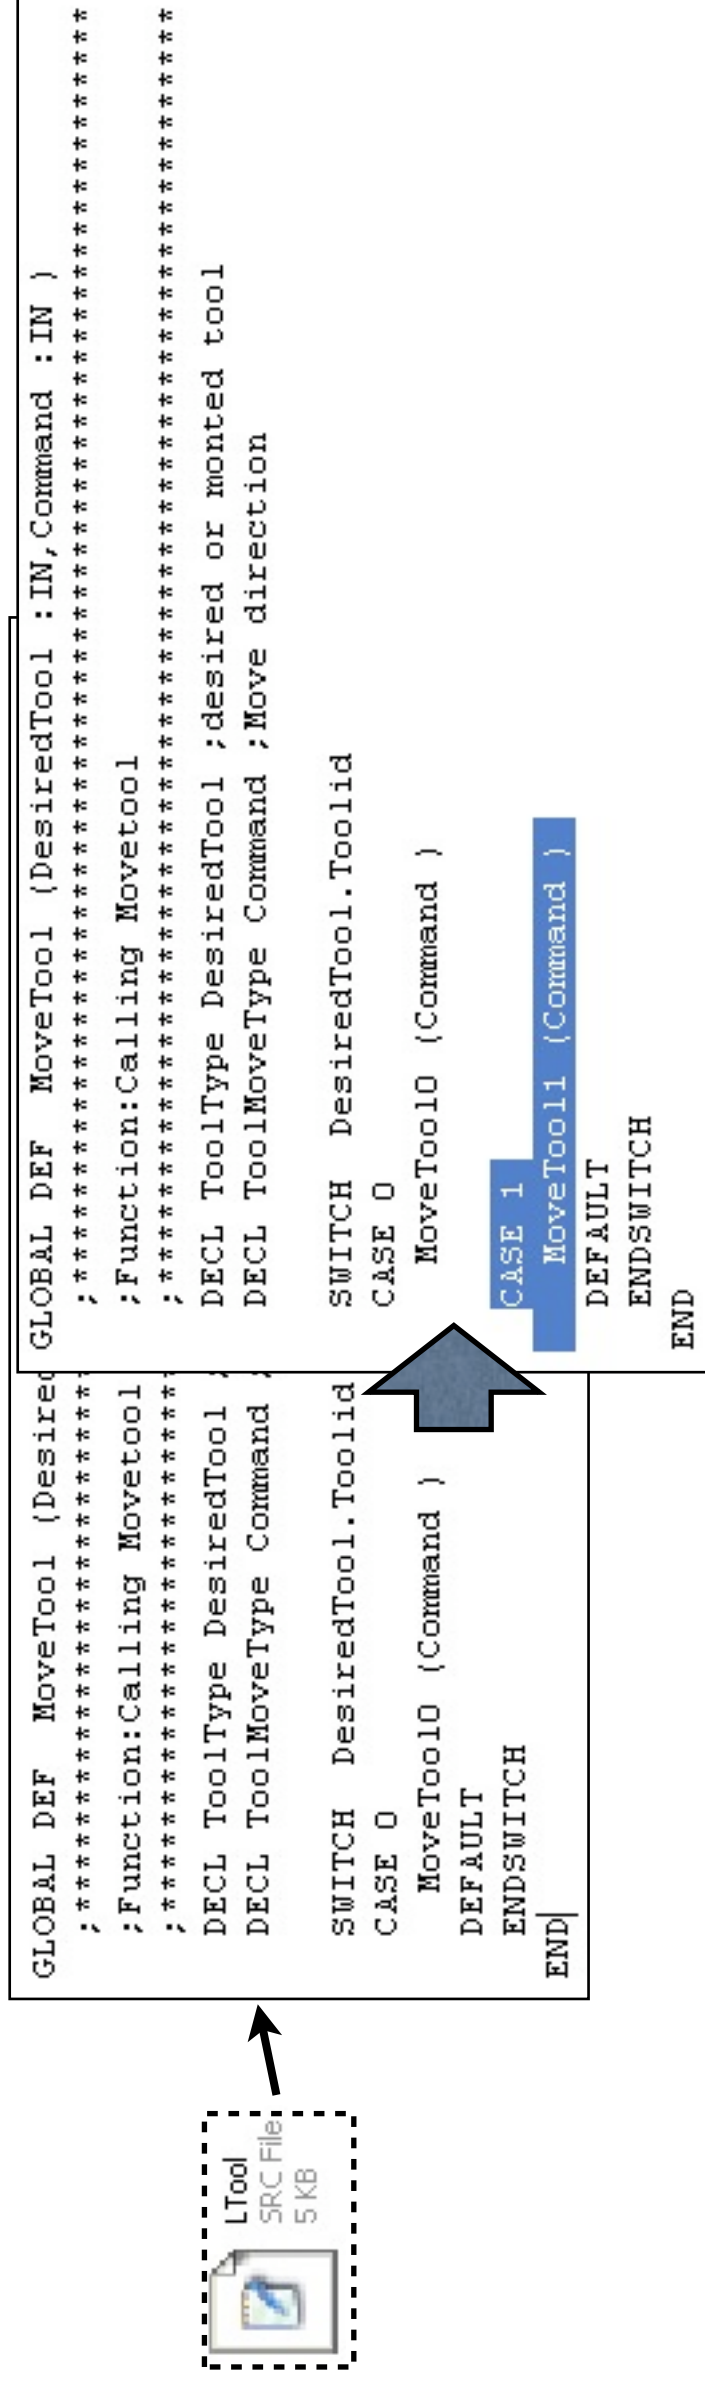 LTool
SRC File
5 KB
GLOBAL DEF  MoveTool (Desired
;**************************
;Function:Calling Movetool
;**************************
DECL ToolType DesiredTool ;
DECL ToolMoveType Command ;
SWITCH  DesiredTool.Toolid
CASE 0
MoveTool0 (Command )
DEFAULT
ENDSWITCH
END
GLOBAL DEF  MoveTool (DesiredTool :IN,Command :IN )
;************************************************************
;Function:Calling Movetool
;************************************************************
DECL ToolType DesiredTool ;desired or monted tool
DECL ToolMoveType Command ;Move direction
SWITCH  DesiredTool.Toolid
CASE 0
MoveTool0 (Command )
CASE 1
MoveTool1 (Command )
DEFAULT
ENDSWITCH
END